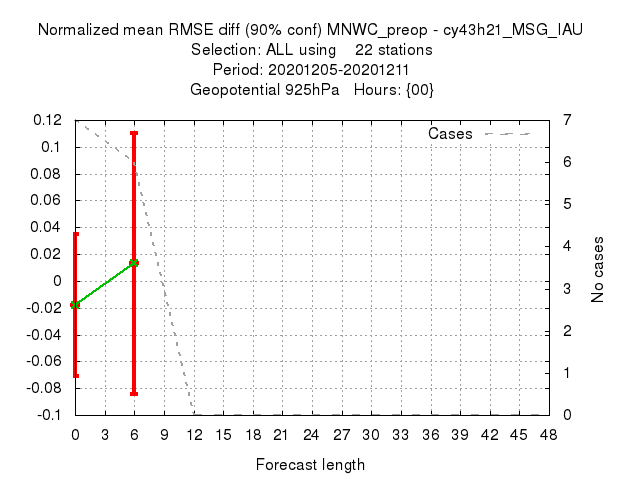 Normalized mean RMSE diff (90% conf) MNWC_preop - cy43h21_MSG_IAU
Selection: ALL using 22 stations
Period: 20201205-20201211
Geopotential 925hPa Hours: {00}
Cases
0.12
0.1
0.08
0.06
0.04
0.02
0
-0.02
-0.04
-0.06
-0.08
-0.1
7
6
5
4
3
2
1
0
No cases
0 3 6 9 12 15 18 21 24 27 30 33 36 39 42 45 48
Forecast length